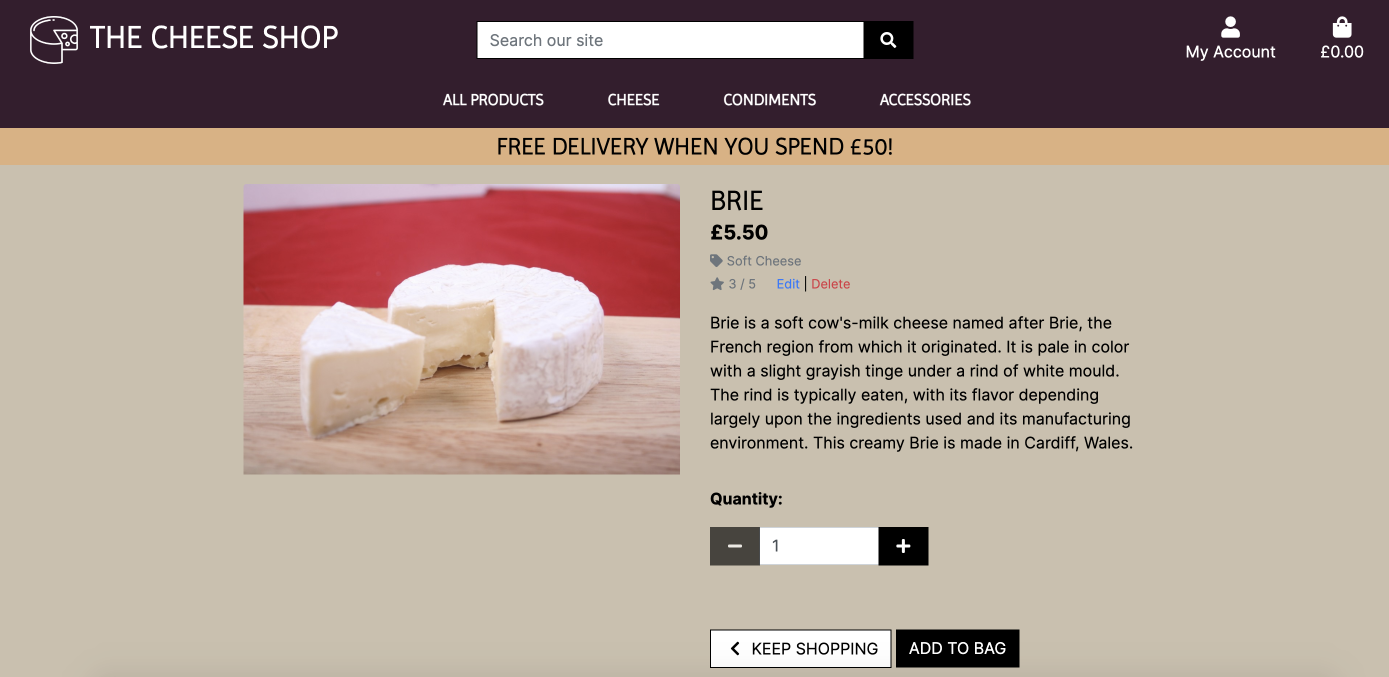 THE CHEESE SHOP
Search our site
My Account
£0.00
ALL PRODUCTS
CHEESE
CONDIMENTS
ACCESSORIES
FREE DELIVERY WHEN YOU SPEND £50!
BRIE
£5.50
Soft Cheese
3 / 5 Edit | Delete
Brie is a soft cow's-milk cheese named after Brie, the
French region from which it originated. It is pale in color
with a slight grayish tinge under a rind of white mould.
The rind is typically eaten, with its flavor depending
largely upon the ingredients used and its manufacturing
environment. This creamy Brie is made in Cardiff, Wales.
Quantity:
1
KEEP SHOPPING
ADD TO BAG